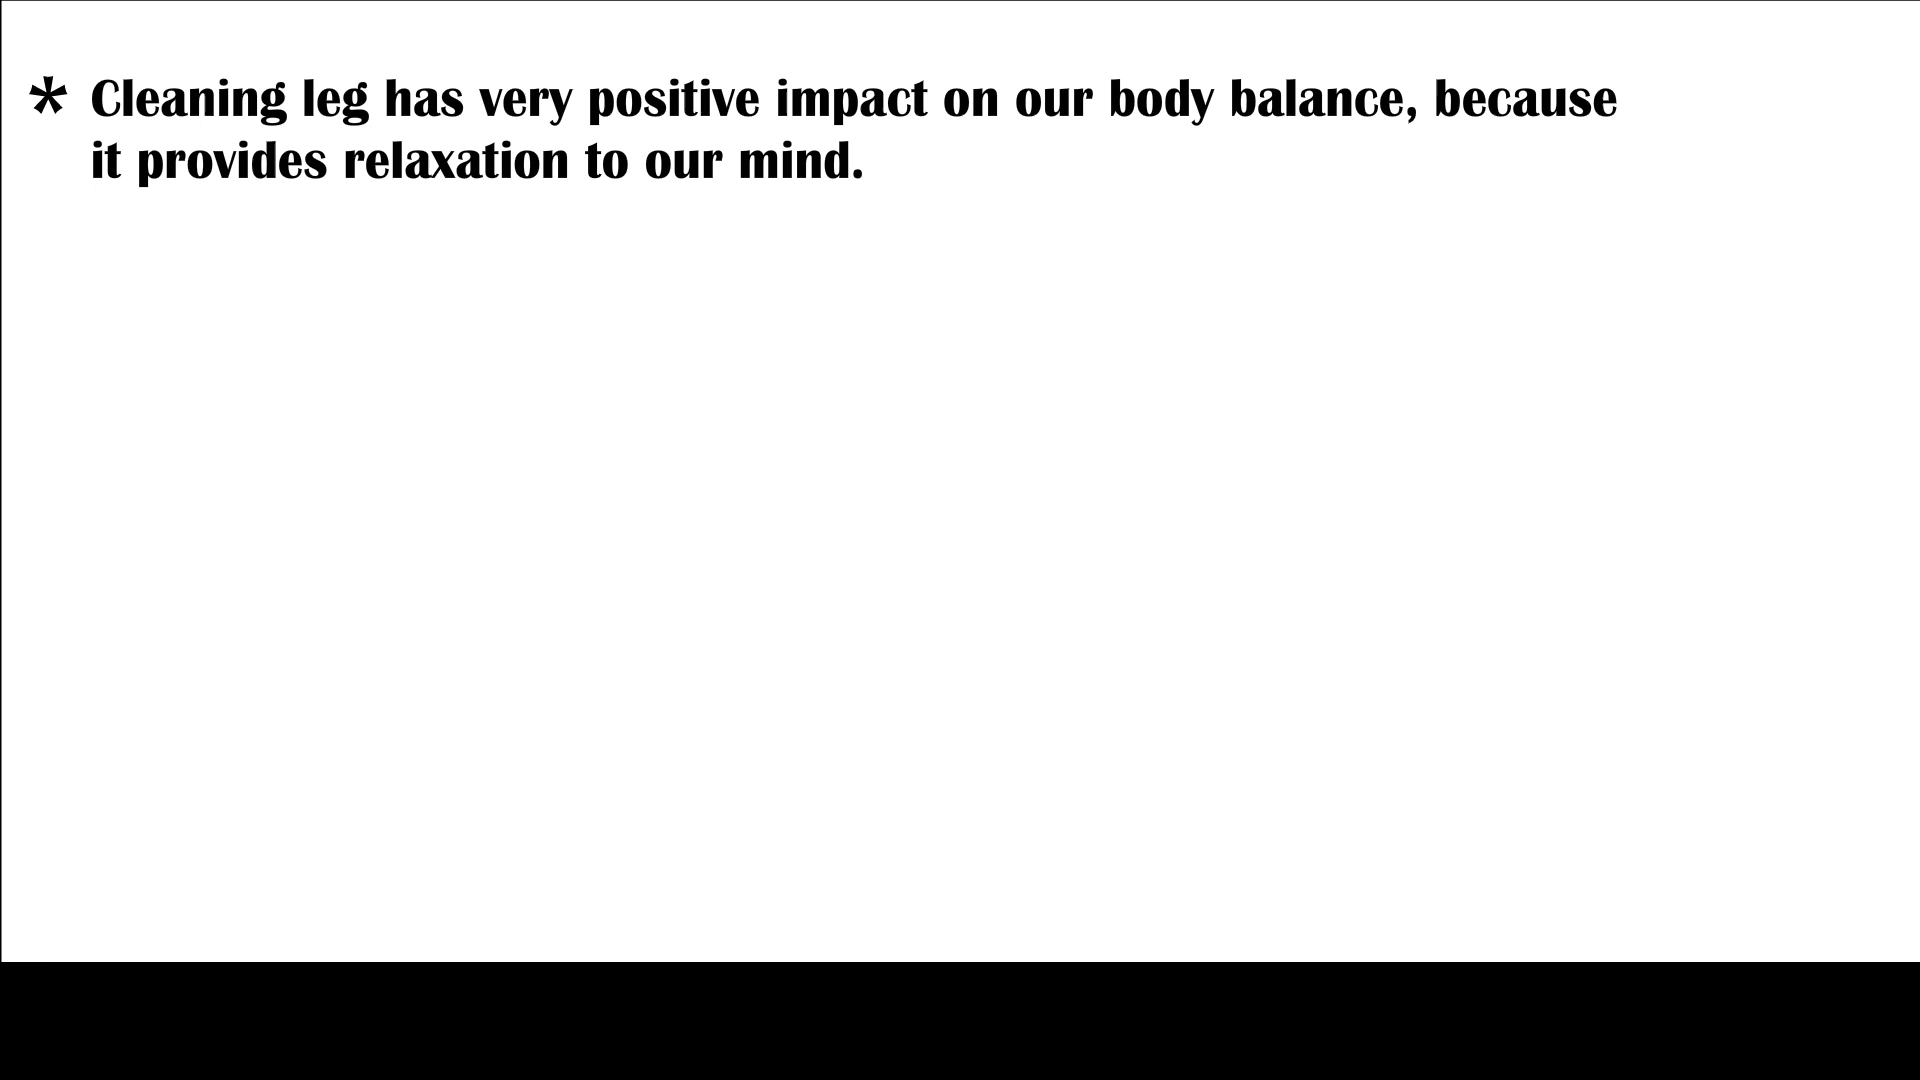 * Cleaning leg has very positive impact on our body balance, because
it provides relaxation to our mind.